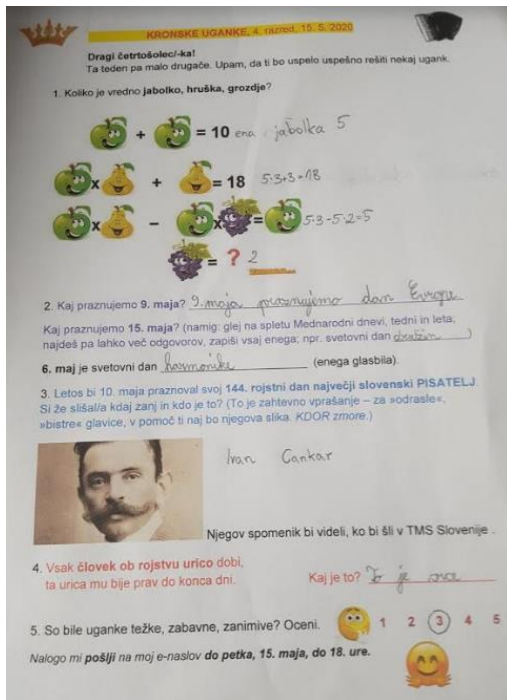 KRONSKE UGANKE, 4. razred, 15. 5. 2020
Dragi četrtošolec/-ka!
Ta teden pa malo drugače. Upam, da ti bo uspelo uspešno rešiti nekaj ugank.
1. Koliko je vredno jabolko, hruška, grozdje?
+ = 10 ena jabolka 5
x + = 18 5·3+3=18
x - x = 5·3-5·2=5
= ? 2
2. Kaj praznujemo 9. maja? 9. maja praznujemo dan Evrope
Kaj praznujemo 15. maja? (namig: glej na spletu Mednarodni dnevi, tedni in leta;
najdeš pa lahko več odgovorov, zapiši vsaj enega; npr. svetovni dan družin )
6. maj je svetovni dan harmonike (enega glasbila).
3. Letos bi 10. maja praznoval svoj 144. rojstni dan največji slovenski PISATELJ.
Si že slišal/a kdaj zanj in kdo je to? (To je zahtevno vprašanje – za »odrasle«,
»bistre« glavice, v pomoč ti naj bo njegova slika. KDOR zmore.)
Ivan Cankar
Njegov spomenik bi videli, ko bi šli v TMS Slovenije .
4. Vsak človek ob rojstvu urico dobi,
ta urica mu bije prav do konca dni. Kaj je to? To je srce
5. So bile uganke težke, zabavne, zanimive? Oceni. 1 2 3 4 5
Nalogo mi pošlji na moj e-naslov do petka, 15. maja, do 18. ure.